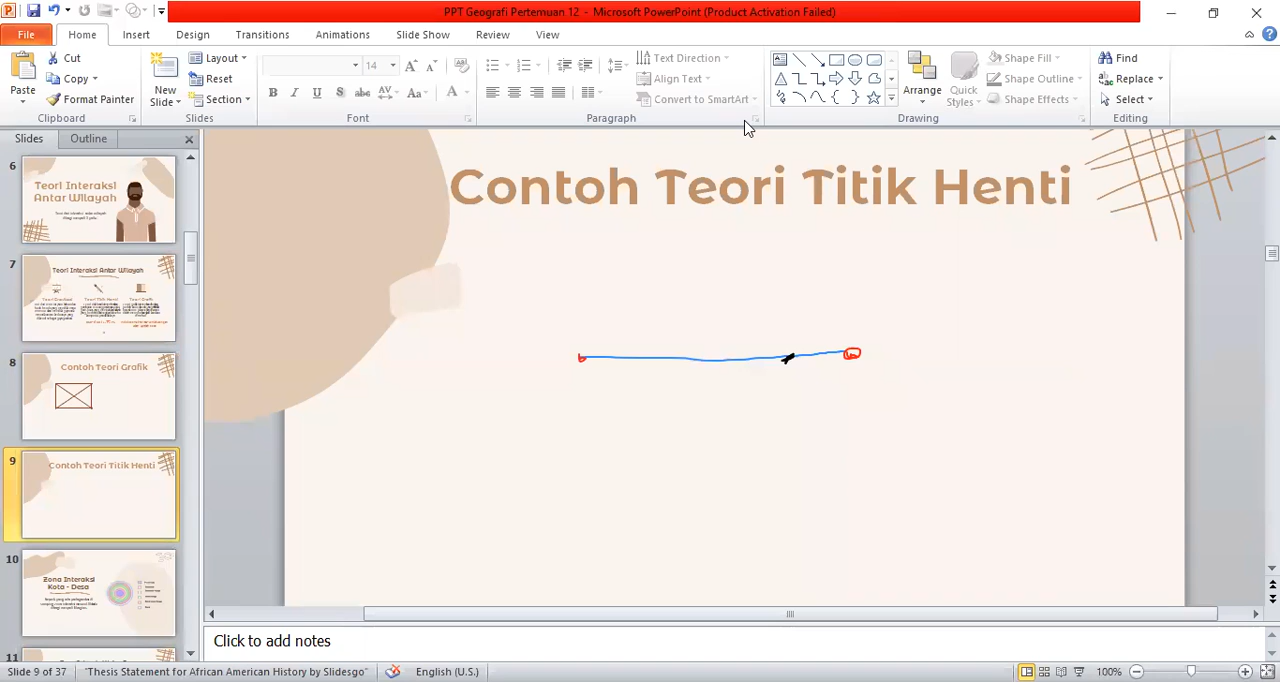 PPT Geografi Pertemuan 12 - Microsoft PowerPoint (Product Activation Failed)
File Home Insert Design Transitions Animations Slide Show Review View
Paste
Cut
Copy
Format Painter
Clipboard
New Slide
Layout
Reset
Section
Slides
14
B I U S abc AV Aa A
Font
Text Direction
Align Text
Convert to SmartArt
Paragraph
Arrange
Quick Styles
Shape Fill
Shape Outline
Shape Effects
Drawing
Find
Replace
Select
Editing
Slides Outline
6
Teori Interaksi
Antar Wilayah
7
Teori Interaksi Antar Wilayah
8
Contoh Teori Grafik
9
Contoh Teori Titik Henti
10
Zona Interaksi
Kota - Desa
11
Contoh Teori Titik Henti
Click to add notes
Slide 9 of 37 "Thesis Statement for African American History by Slidesgo" English (U.S.) 100%